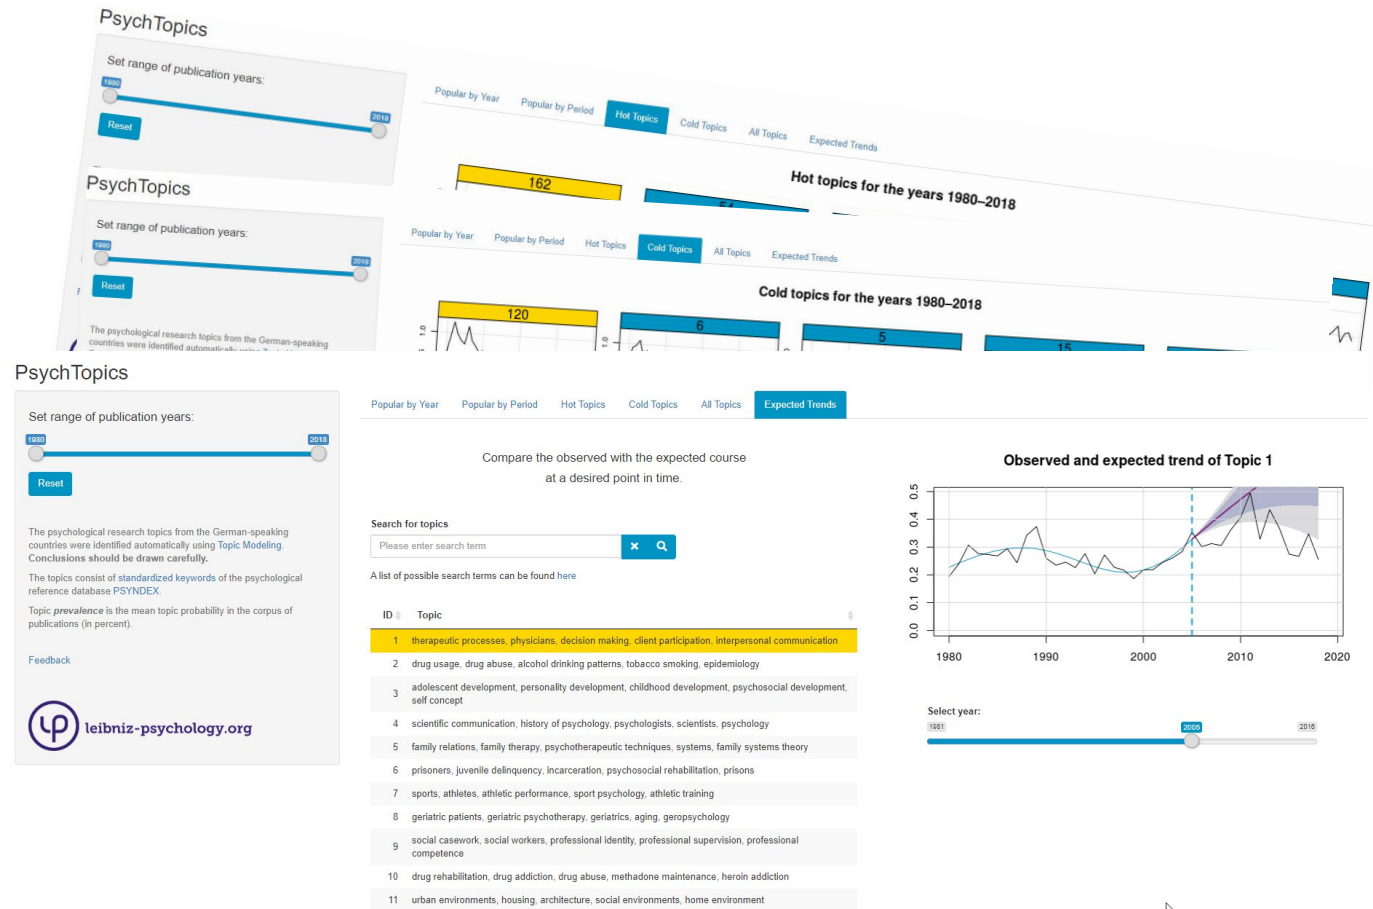 PsychTopics
Set range of publication years:
1980
2018
Reset
Popular by Year Popular by Period Hot Topics Cold Topics All Topics Expected Trends
Hot topics for the years 1980–2018
162
PsychTopics
Set range of publication years:
1980
2018
Reset
The psychological research topics from the German-speaking
countries were identified automatically using
Popular by Year Popular by Period Hot Topics Cold Topics All Topics Expected Trends
Cold topics for the years 1980–2018
120 6 5 15
1.0
1.0
PsychTopics
Set range of publication years:
1980 2018
Reset
The psychological research topics from the German-speaking
countries were identified automatically using Topic Modeling.
Conclusions should be drawn carefully.
The topics consist of standardized keywords of the psychological
reference database PSYNDEX.
Topic prevalence is the mean topic probability in the corpus of
publications (in percent).
Feedback
leibniz-psychology.org
Popular by Year Popular by Period Hot Topics Cold Topics All Topics Expected Trends
Compare the observed with the expected course
at a desired point in time.
Search for topics
Please enter search term
A list of possible search terms can be found here
ID Topic
1 therapeutic processes, physicians, decision making, client participation, interpersonal communication
2 drug usage, drug abuse, alcohol drinking patterns, tobacco smoking, epidemiology
3 adolescent development, personality development, childhood development, psychosocial development,
self concept
4 scientific communication, history of psychology, psychologists, scientists, psychology
5 family relations, family therapy, psychotherapeutic techniques, systems, family systems theory
6 prisoners, juvenile delinquency, incarceration, psychosocial rehabilitation, prisons
7 sports, athletes, athletic performance, sport psychology, athletic training
8 geriatric patients, geriatric psychotherapy, geriatrics, aging, geropsychology
9 social casework, social workers, professional identity, professional supervision, professional
competence
10 drug rehabilitation, drug addiction, drug abuse, methadone maintenance, heroin addiction
11 urban environments, housing, architecture, social environments, home environment
Observed and expected trend of Topic 1
0.5
0.4
0.3
0.2
0.1
0.0
1980 1990 2000 2010 2020
Select year:
1981 2005 2016